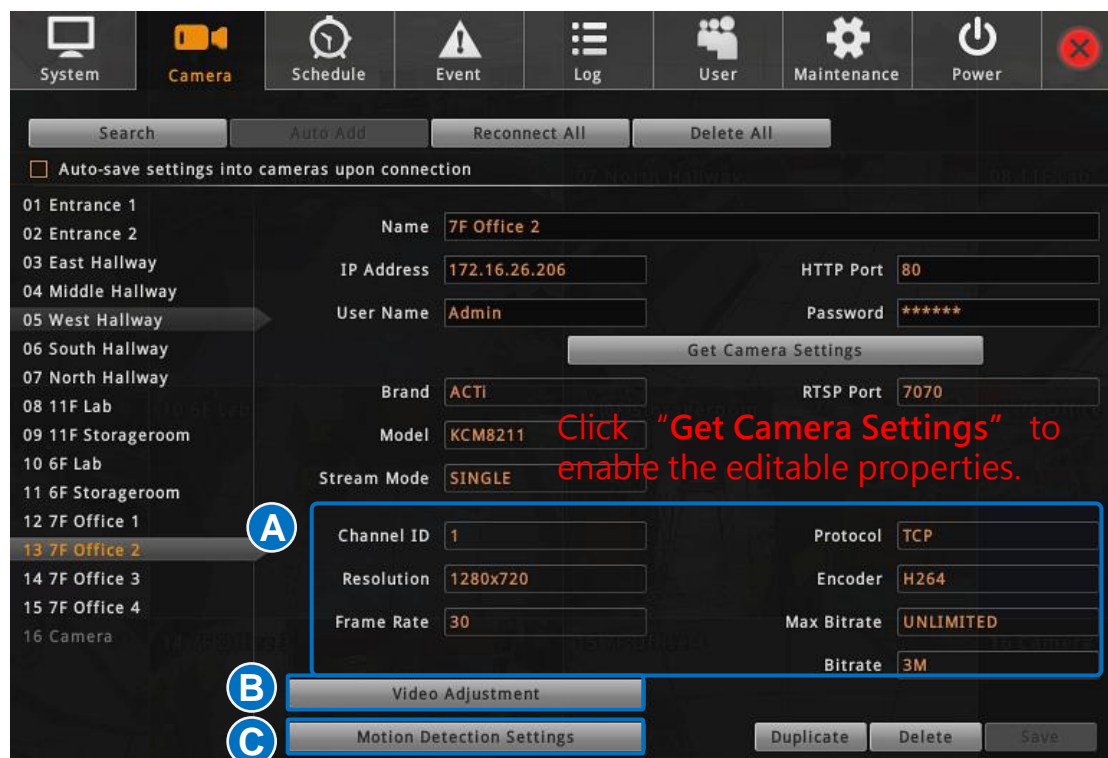 System Camera Schedule Event Log User Maintenance Power
Search Auto Add Reconnect All Delete All
Auto-save settings into cameras upon connection
01 Entrance 1
02 Entrance 2
03 East Hallway
04 Middle Hallway
05 West Hallway
06 South Hallway
07 North Hallway
08 11F Lab
09 11F Storageroom
10 6F Lab
11 6F Storageroom
12 7F Office 1
13 7F Office 2
14 7F Office 3
15 7F Office 4
16 Camera
Name 7F Office 2
IP Address 172.16.26.206 HTTP Port 80
User Name Admin Password ******
Get Camera Settings
Brand ACTi RTSP Port 7070
Model KCM8211
Stream Mode SINGLE
Click “Get Camera Settings” to
enable the editable properties.
A
Channel ID 1 Protocol TCP
Resolution 1280x720 Encoder H264
Frame Rate 30 Max Bitrate UNLIMITED
Bitrate 3M
B Video Adjustment
C Motion Detection Settings Duplicate Delete Save